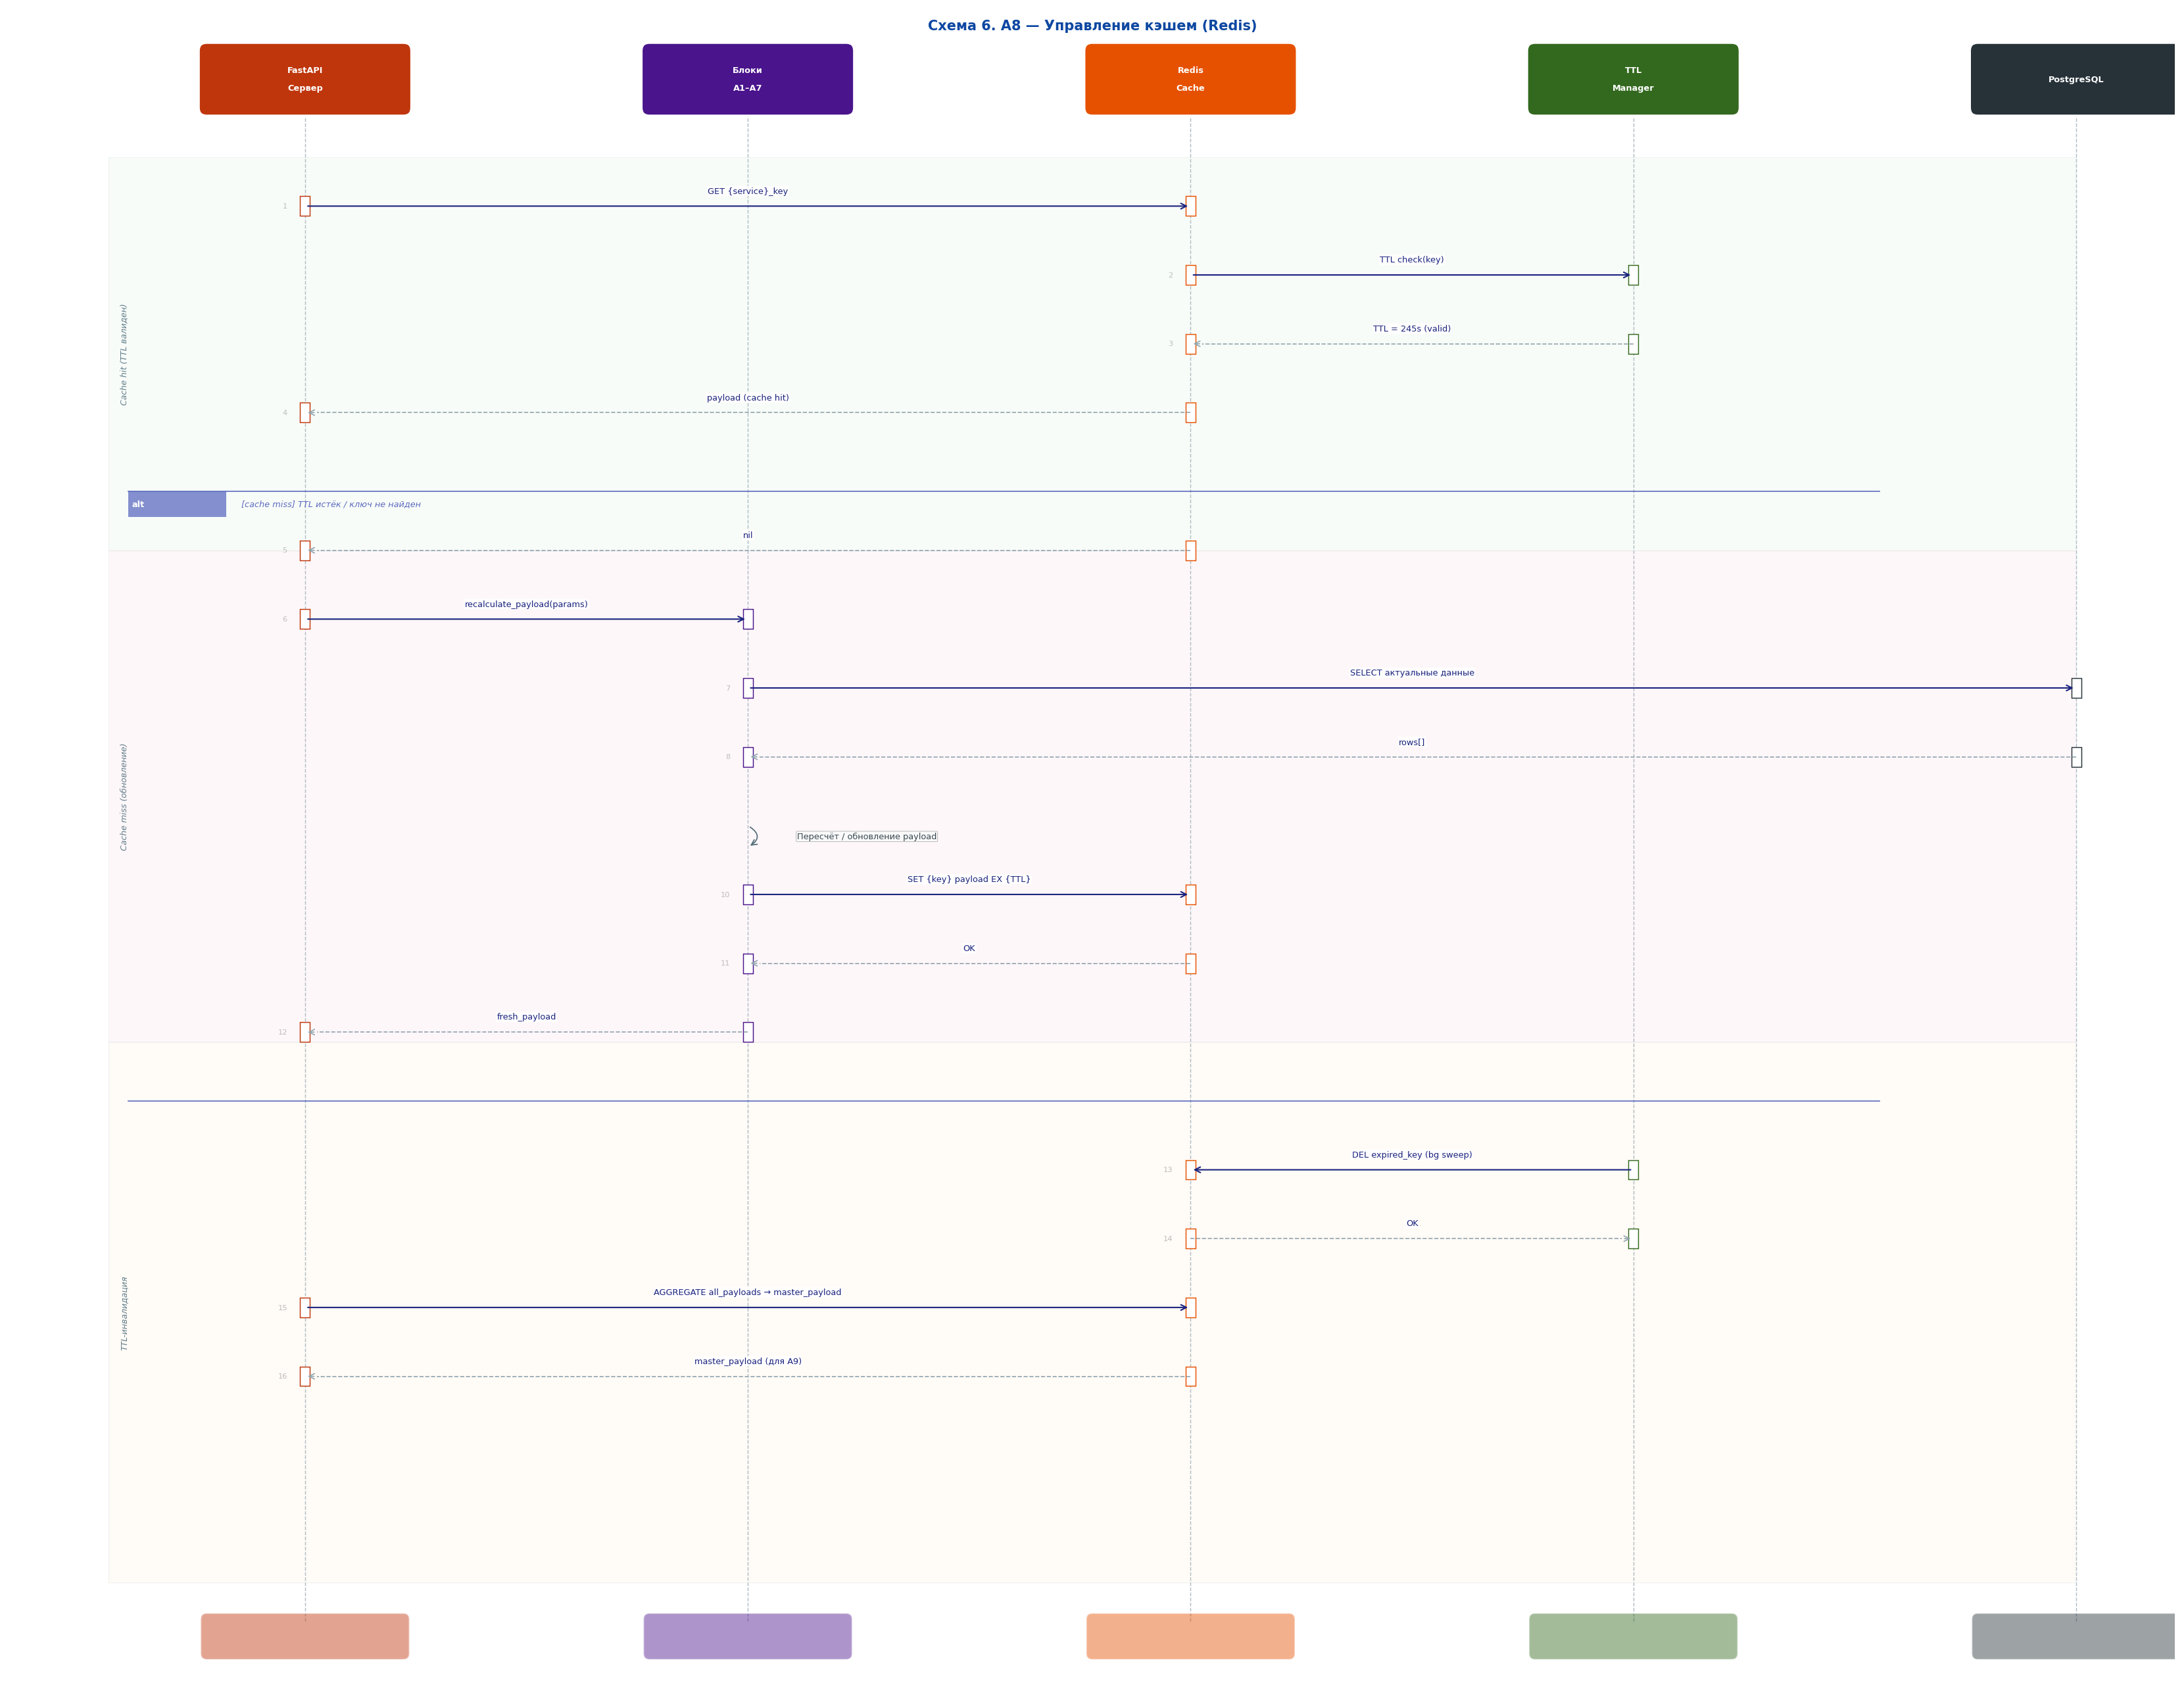 Схема 6. А8 — Управление кэшем (Redis)
FastAPI
Сервер
Блоки
А1–А7
Redis
Cache
TTL
Manager
PostgreSQL
Cache hit (TTL валиден)
GET {service}_key
1
TTL check(key)
2
TTL = 245s (valid)
3
payload (cache hit)
4
alt
[cache miss] TTL истёк / ключ не найден
nil
5
Cache miss (обновление)
recalculate_payload(params)
6
SELECT актуальные данные
7
rows[]
8
Пересчёт / обновление payload
SET {key} payload EX {TTL}
10
OK
11
fresh_payload
12
TTL-инвалидация
DEL expired_key (bg sweep)
13
OK
14
AGGREGATE all_payloads → master_payload
15
master_payload (для А9)
16